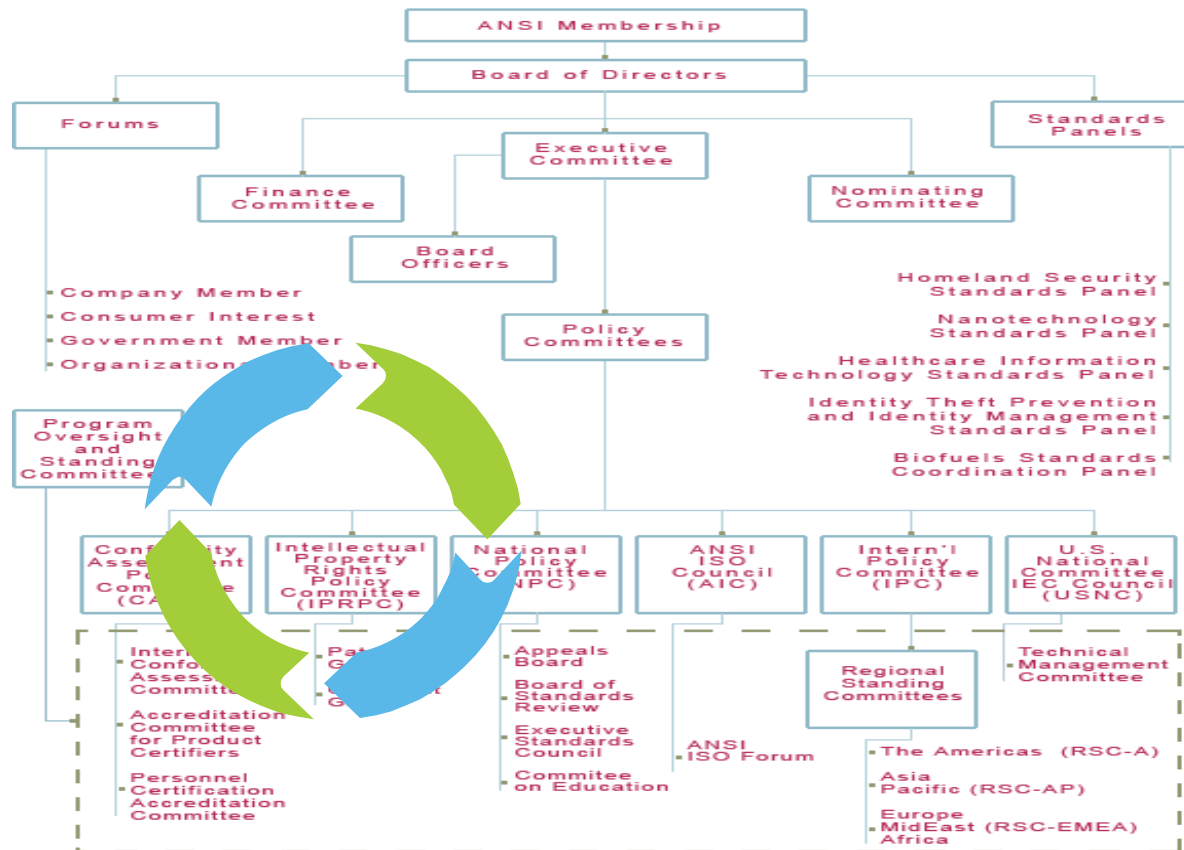 ANSI Membership
Board of Directors
Forums
Standards
Panels
Executive
Committee
Finance
Committee
Nominating
Committee
Board
Officers
Company Member
Consumer Interest
Government Member
Homeland Security
Standards Panel
Nanotechnology
Standards Panel
Healthcare Information
Technology Standards Panel
Identity Theft Prevention
and Identity Management
Standards Panel
Biofuels Standards
Coordination Panel
Policy
Committees
Program
Oversight
and
Standing
Intellectual
Property
Rights
Policy
Committee
(IPRPC)
National
Policy
Committee
ANSI
ISO
Council
(AIC)
Intern'l
Policy
Committee
(IPC)
U.S.
National
Committee
IEC Council
(USNC)
Accreditation
Committee
for Product
Certifiers
Personnel
Certification
Accreditation
Committee
Appeals
Board
Board of
Standards
Review
Executive
Standards
Council
Commitee
on Education
ANSI
ISO Forum
Regional
Standing
Committees
The Americas (RSC-A)
Asia
Pacific (RSC-AP)
Europe
MidEast (RSC-EMEA)
Africa
Technical
Management
Committee